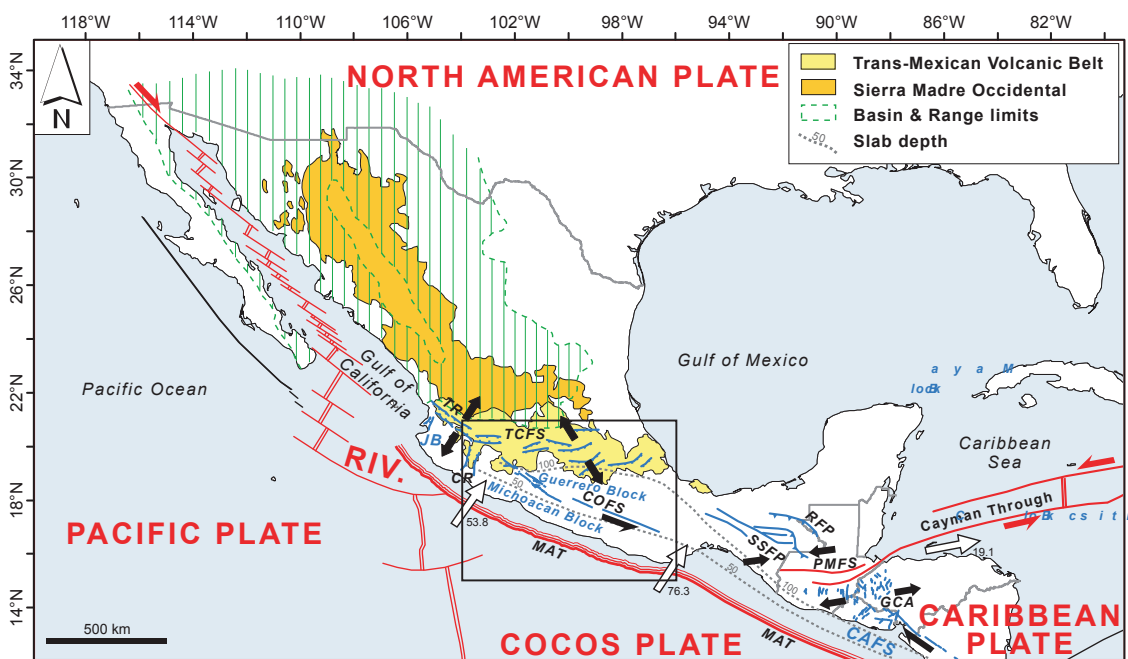 118°W 114°W 110°W 106°W 102°W 98°W 94°W 90°W 86°W 82°W
34°N
30°N
26°N
22°N
18°N
14°N
N
NORTH AMERICAN PLATE
Trans-Mexican Volcanic Belt
Sierra Madre Occidental
Basin & Range limits
50
Slab depth
Pacific Ocean
Gulf of
California
Gulf of Mexico
a y a M
lock
B
Caribbean
Sea
TR
JB
TCFS
CR
RIV.
100
50
Guerrero Block
Michoacan Block
COFS
53.8
MAT
76.3
PACIFIC PLATE
COCOS PLATE
MAT
50
100
SSFP
RFP
PMFS
GCA
CAFS
Cayman Through
19.1
CARIBBEAN
PLATE
500 km